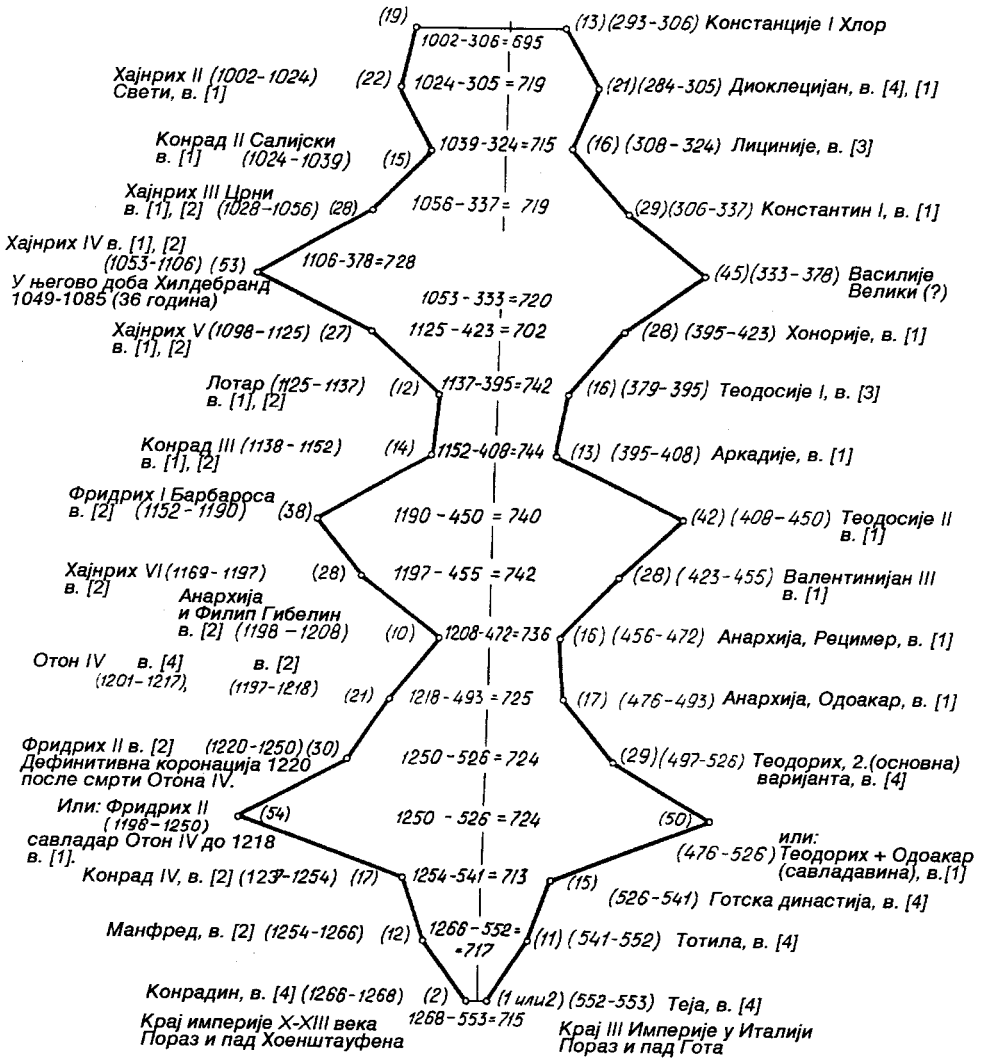 (19) (13) (293-306) Констанције I Хлор
1002-306=695
Хајнрих II (1002-1024) (22) 1024-305=719 (21)(284-305) Диоклецијан, в. [4], [1]
Свети, в. [1]
Конрад II Салијски 1039-324=715 (16) (308-324) Лициније, в. [3]
в. [1] (1024-1039) (15)
Хајнрих III Црни
в. [1], [2] (1028-1056) (28) 1056-337=719 (29)(306-337) Константин I, в. [1]
Хајнрих IV в. [1], [2]
(1053-1106) (53) 1106-378=728 (45)(333-378) Василије
Велики (?)
У његово доба Хилдебранд
1049-1085 (36 година)
1053-333=720
Хајнрих V (1098-1125) (27) 1125-423=702 (28) (395-423) Хонорије, в. [1]
в. [1], [2]
Лотар (1125-1137) (12) 1137-395=742 (16) (379-395) Теодосије I, в. [3]
в. [1], [2]
Конрад III (1138-1152) (14) 1152-408=744 (13) (395-408) Аркадије, в. [1]
в. [1], [2]
Фридрих I Барбароса
в. [2] (1152-1190) (38) 1190-450=740 (42) (408-450) Теодосије II
в. [1]
Хајнрих VI (1169-1197) (28) 1197-455=742 (28) (423-455) Валентинијан III
в. [2] в. [1]
Анархија
и Филип Гибелин
в. [2] (1198-1208) (10) 1208-472=736 (16) (456-472) Анархија, Рецимер, в. [1]
Отон IV в. [4] в. [2]
(1201-1217), (1197-1218) (21) 1218-493=725 (17) (476-493) Анархија, Одоакар, в. [1]
Фридрих II в. [2] (1220-1250)(30) 1250-526=724 (29)(497-526) Теодорих, 2.(основна)
варијанта, в. [4]
Дефинитивна коронација 1220
после смрти Отона IV.
Или: Фридрих II (54) 1250-526=724 (50)
(1198-1250)
савладар Отон IV до 1218
в. [1].
или:
(476-526) Теодорих + Одоакар
(савладавина), в.[1]
Конрад IV, в. [2] (1237-1254) (17) 1254-541=713 (15)
(526-541) Готска династија, в. [4]
Манфред, в. [2] (1254-1266) (12) 1266-552= (11) (541-552) Тотила, в. [4]
=717
Конрадин, в. [4] (1266-1268) (2) (1 или 2) (552-553) Теја, в. [4]
1268-553=715
Крај империје X-XIII века
Пораз и пад Хоенштауфена
Крај III Империје у Италији
Пораз и пад Гота